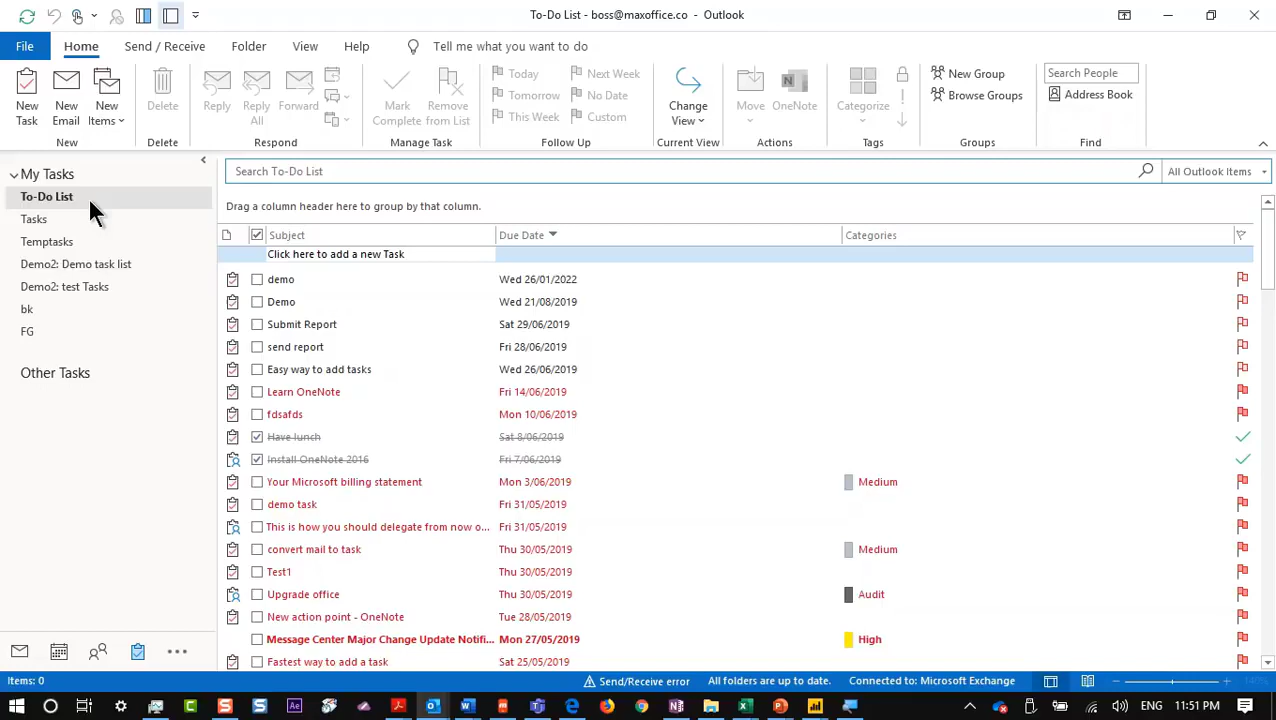 To-Do List - boss@maxoffice.co - Outlook
File Home Send / Receive Folder View Help Tell me what you want to do
New Task
New Email
New Items
Delete
Reply
Reply All
Forward
Mark Complete
Remove from List
Today
Tomorrow
This Week
Next Week
No Date
Custom
Change View
Move
OneNote
Categorize
New Group
Browse Groups
Search People
Address Book
New Delete Respond Manage Task Follow Up Current View Actions Tags Groups Find
My Tasks
To-Do List
Tasks
Temptasks
Demo2: Demo task list
Demo2: test Tasks
bk
FG
Other Tasks
Search To-Do List All Outlook Items
Drag a column header here to group by that column.
Subject Due Date Categories
Click here to add a new Task
demo Wed 26/01/2022
Demo Wed 21/08/2019
Submit Report Sat 29/06/2019
send report Fri 28/06/2019
Easy way to add tasks Wed 26/06/2019
Learn OneNote Fri 14/06/2019
fdsafds Mon 10/06/2019
Have lunch Sat 8/06/2019
Install OneNote 2016 Fri 7/06/2019
Your Microsoft billing statement Mon 3/06/2019 Medium
demo task Fri 31/05/2019
This is how you should delegate from now o... Fri 31/05/2019
convert mail to task Thu 30/05/2019 Medium
Test1 Thu 30/05/2019
Upgrade office Thu 30/05/2019 Audit
New action point - OneNote Tue 28/05/2019
Message Center Major Change Update Notifi... Mon 27/05/2019 High
Fastest way to add a task Sat 25/05/2019
Items: 0 Send/Receive error All folders are up to date. Connected to: Microsoft Exchange
ENG 11:51 PM